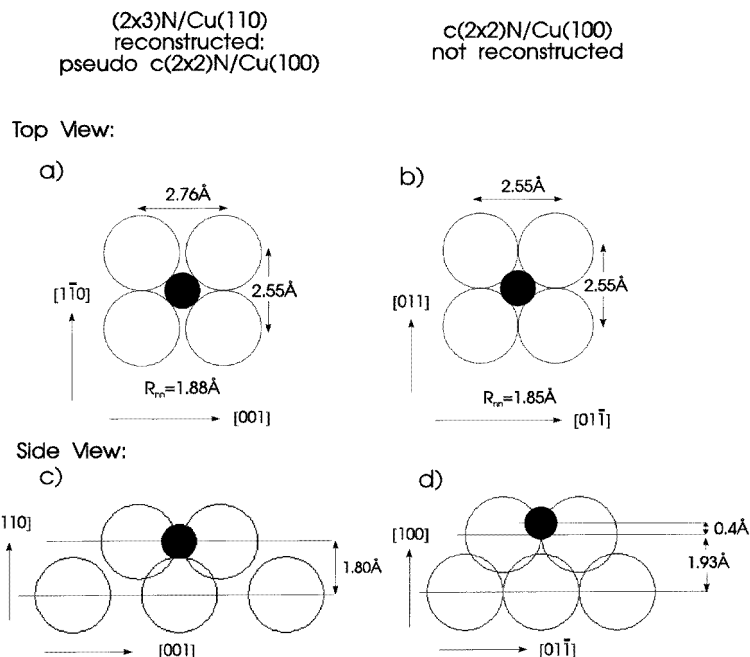 (2x3)N/Cu(110)
reconstructed:
pseudo c(2x2)N/Cu(100)
c(2x2)N/Cu(100)
not reconstructed
Top View:
a)
2.76Å
2.55Å
[11̄0]
Rnn=1.88Å
[001]
b)
2.55Å
2.55Å
[011]
Rnn=1.85Å
[011̄]
Side View:
c)
110]
1.80Å
[001]
d)
[100]
0.4Å
1.93Å
[011̄]